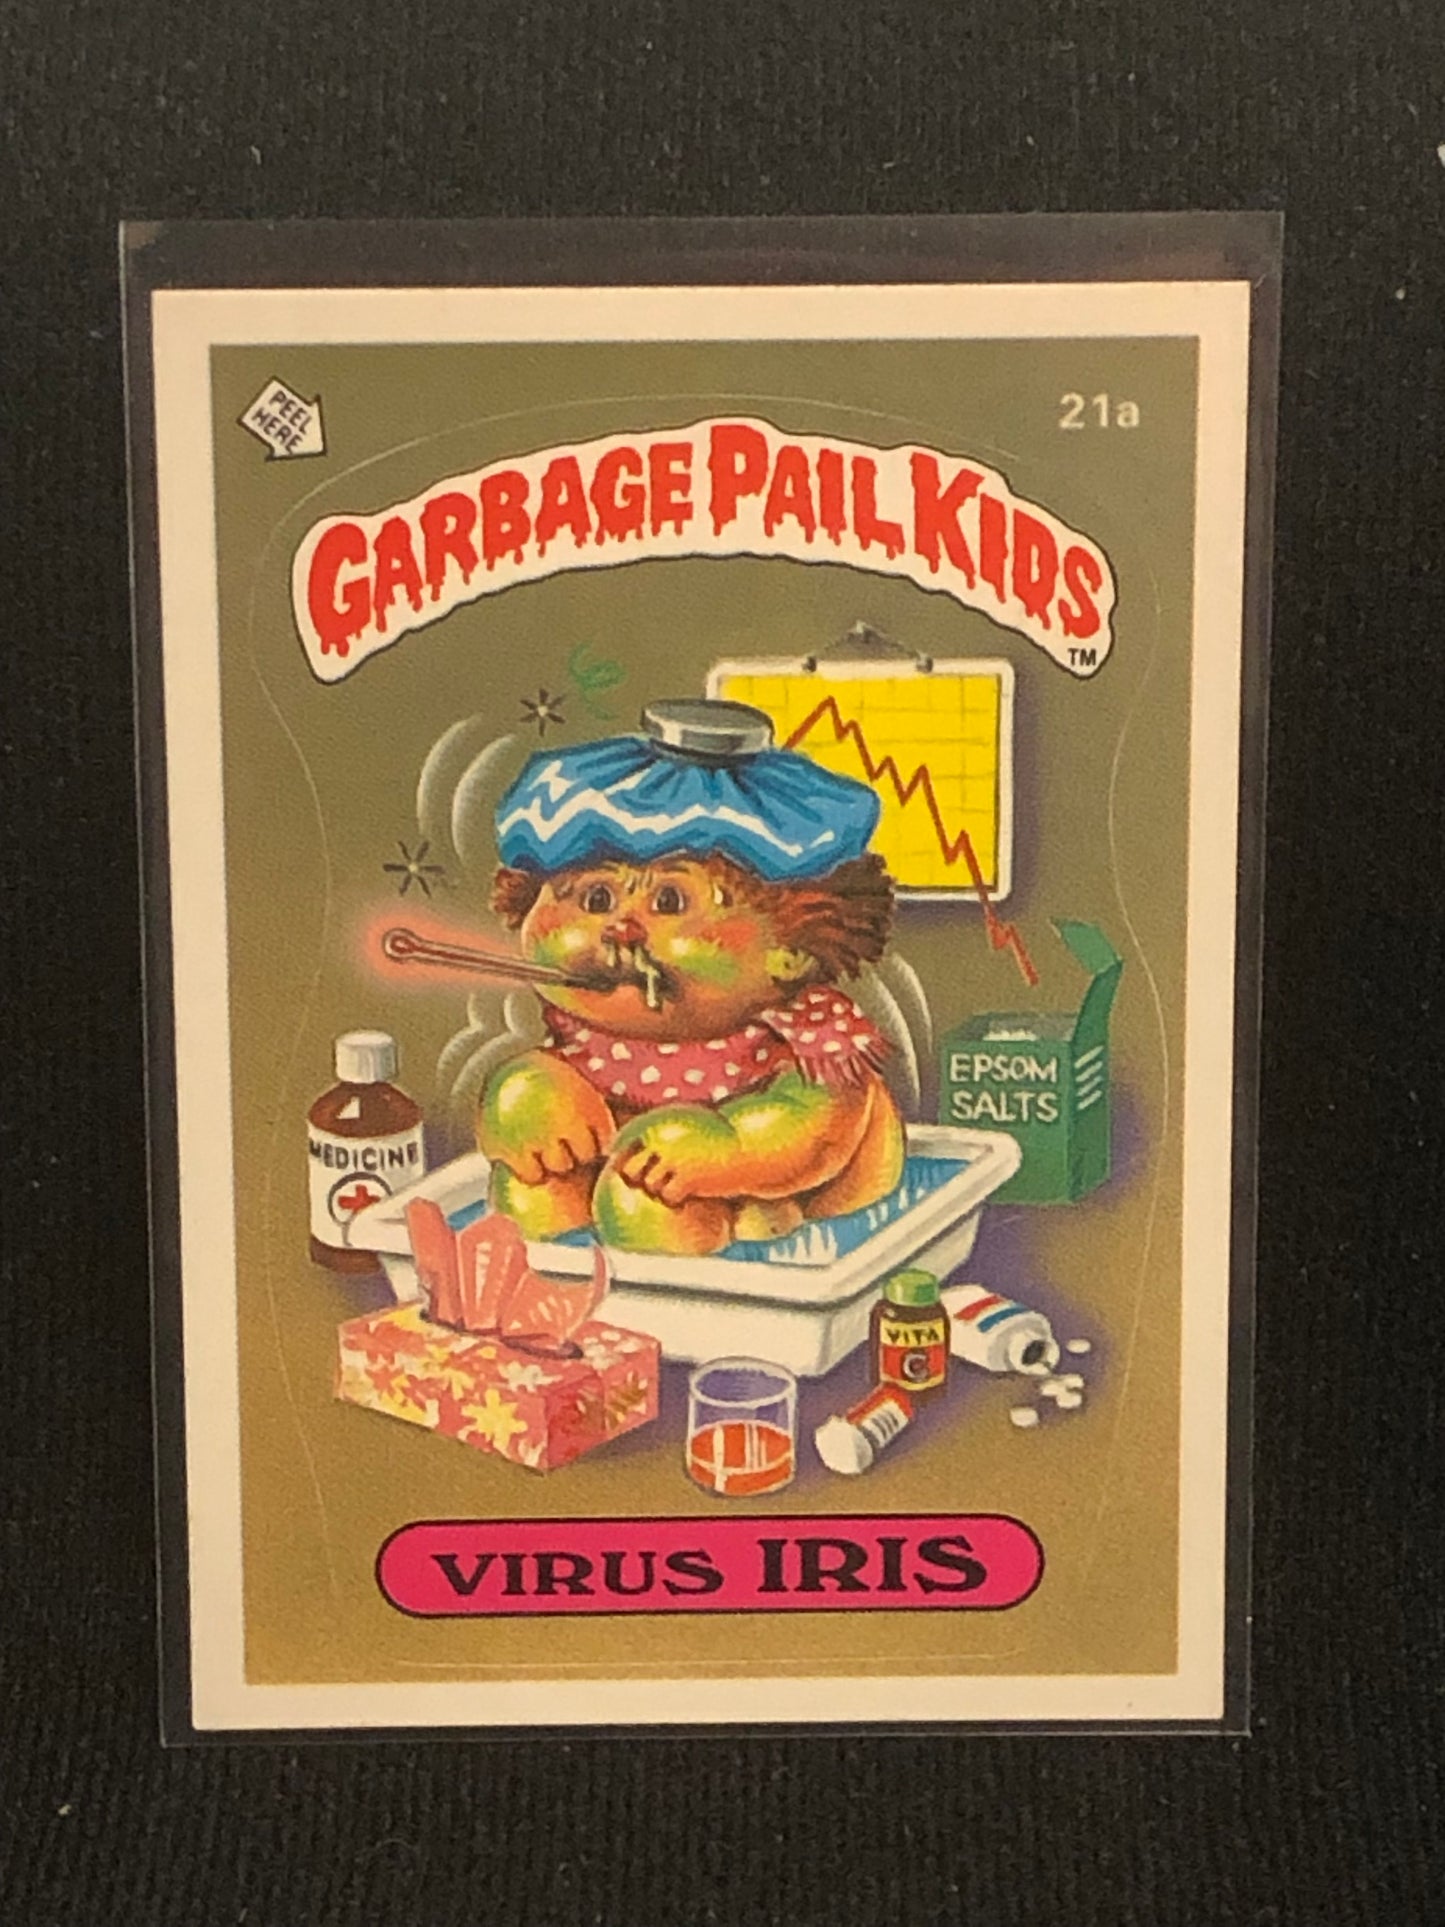 PEEL
HERE
21a
GARBAGE PAIL KIDS
TM
EPSOM
SALTS
MEDICINE
VITA
C
VIRUS IRIS